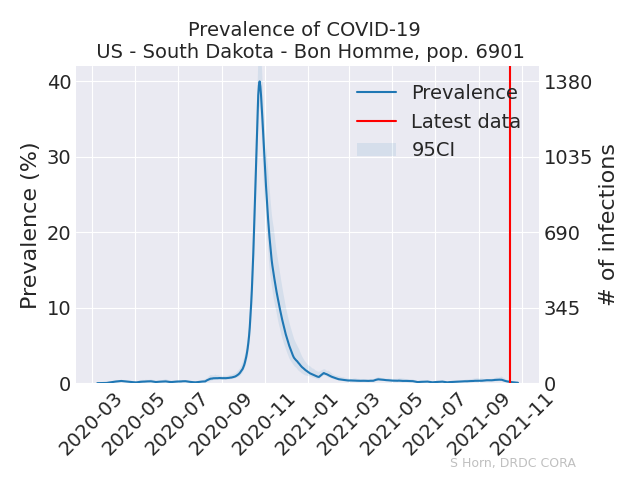 Prevalence of COVID-19
US - South Dakota - Bon Homme, pop. 6901
Prevalence (%)
40
30
20
10
0
Prevalence
Latest data
95CI
1380
1035
690
345
0
# of infections
2020-03
2020-05
2020-07
2020-09
2020-11
2021-01
2021-03
2021-05
2021-07
2021-09
2021-11
S Horn, DRDC CORA